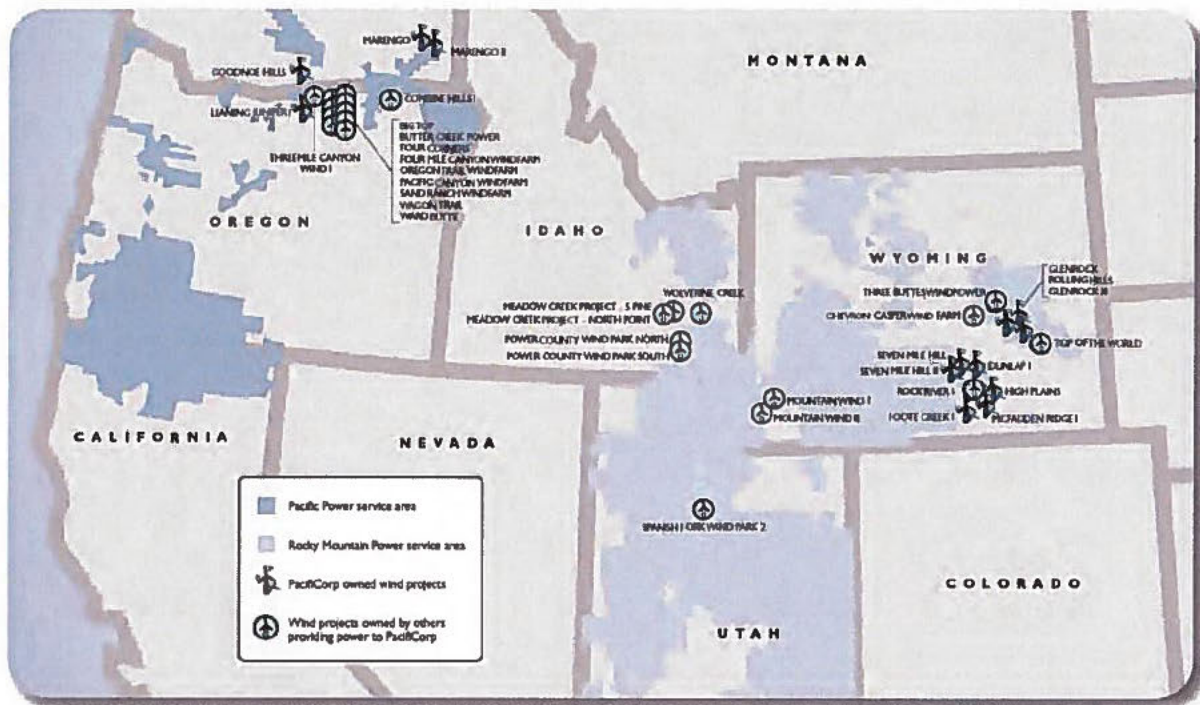 MARENGO
MARENGO II
MONTANA
GOODNOE HILLS
LEANING JUNIPER I
COMBINE HILLS I
THREEMILE CANYON
WIND I
BIG TOP
BUTTER CREEK POWER
FOUR CORNERS
FOUR MILE CANYON WINDFARM
OREGON TRAIL WINDFARM
PACIFIC CANYON WINDFARM
SAND RANCH WINDFARM
WAGON TRAIL
WARD BUTTE
OREGON
IDAHO
WYOMING
GLENROCK
ROLLING HILLS
GLENROCK III
WOLVERINE CREEK
THREE BUTTES WINDPOWER
MEADOW CREEK PROJECT - 5 PINE
MEADOW CREEK PROJECT - NORTH POINT
CHEVRON CASPER WIND FARM
POWER COUNTY WIND PARK NORTH
POWER COUNTY WIND PARK SOUTH
TOP OF THE WORLD
SEVEN MILE HILL
SEVEN MILE HILL II
DUNLAP I
ROCK RIVER I
HIGH PLAINS
MOUNTAIN WIND I
MOUNTAIN WIND II
FOOTE CREEK I
MCFADDEN RIDGE I
CALIFORNIA
NEVADA
Pacific Power service area
Rocky Mountain Power service area
PacifiCorp owned wind projects
Wind projects owned by others
providing power to PacifiCorp
SPANISH FORK WIND PARK 2
COLORADO
UTAH